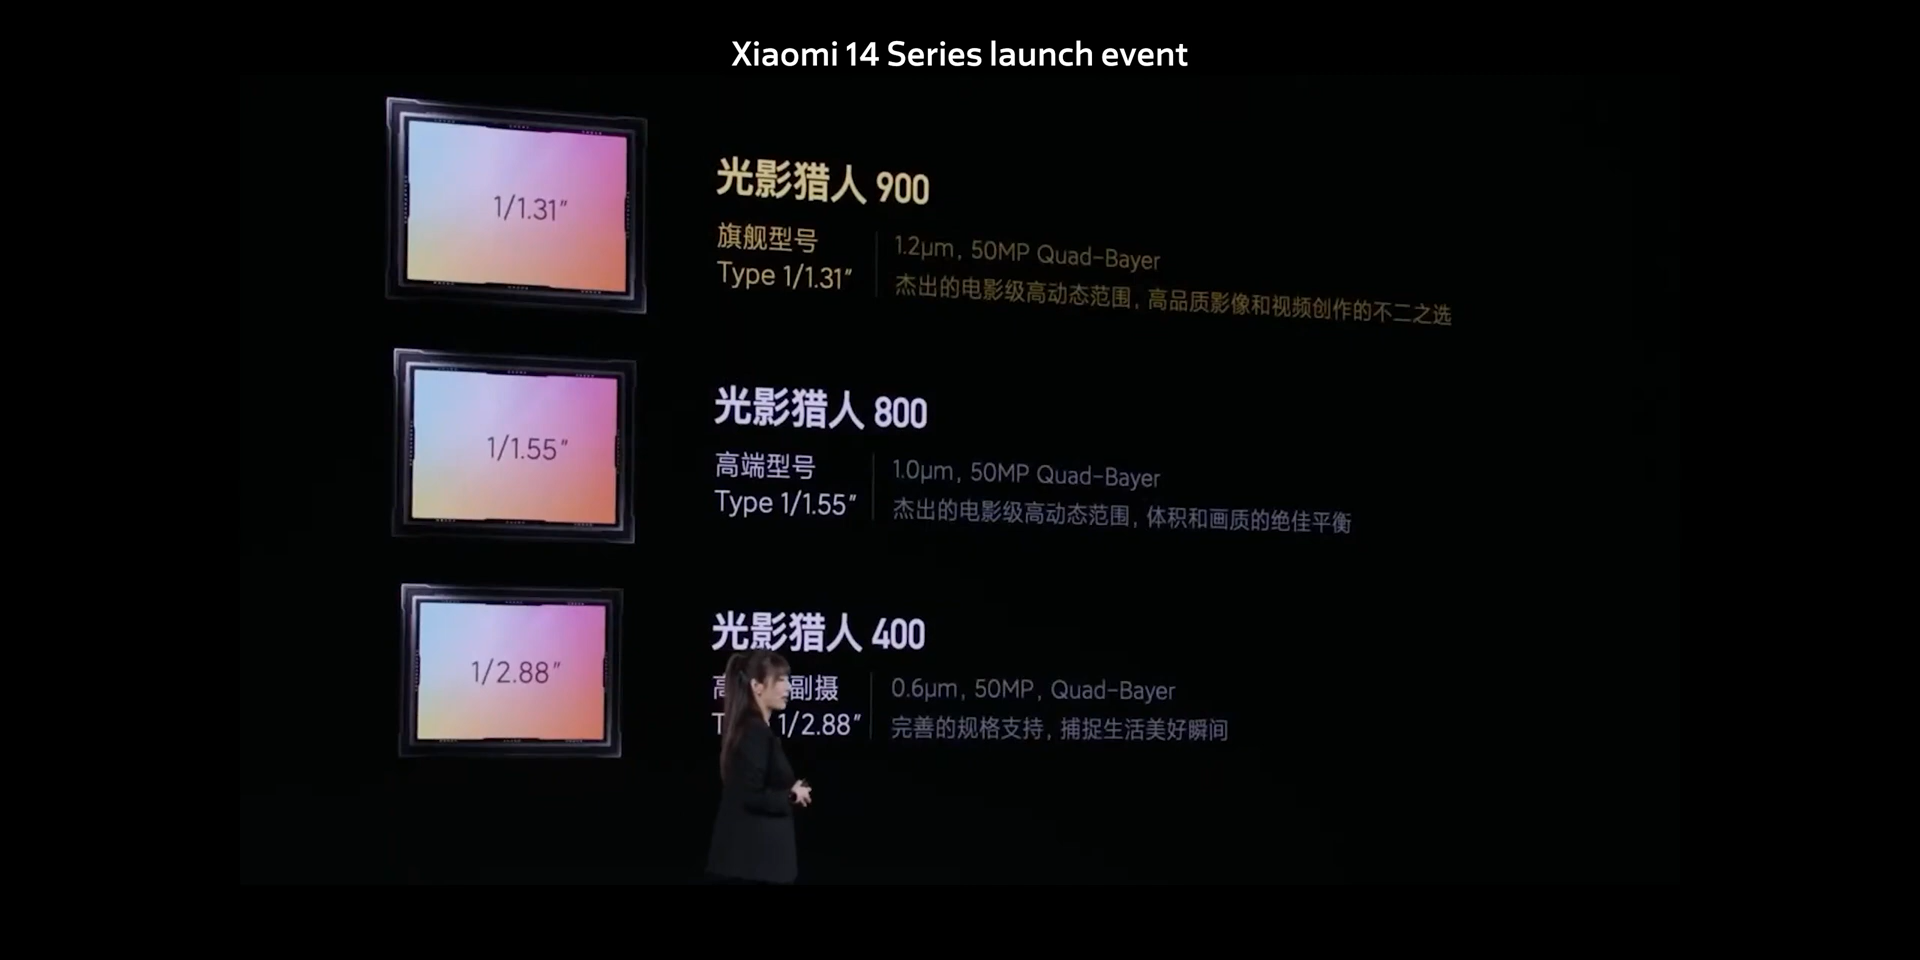 Xiaomi 14 Series launch event
1/1.31"
光影猎人 900
旗舰型号
Type 1/1.31"
1.2μm, 50MP Quad-Bayer
杰出的电影级高动态范围, 高品质影像和视频创作的不二之选
1/1.55"
光影猎人 800
高端型号
Type 1/1.55"
1.0μm, 50MP Quad-Bayer
杰出的电影级高动态范围, 体积和画质的绝佳平衡
1/2.88"
光影猎人 400
副摄
1/2.88"
0.6μm, 50MP, Quad-Bayer
完善的规格支持, 捕捉生活美好瞬间